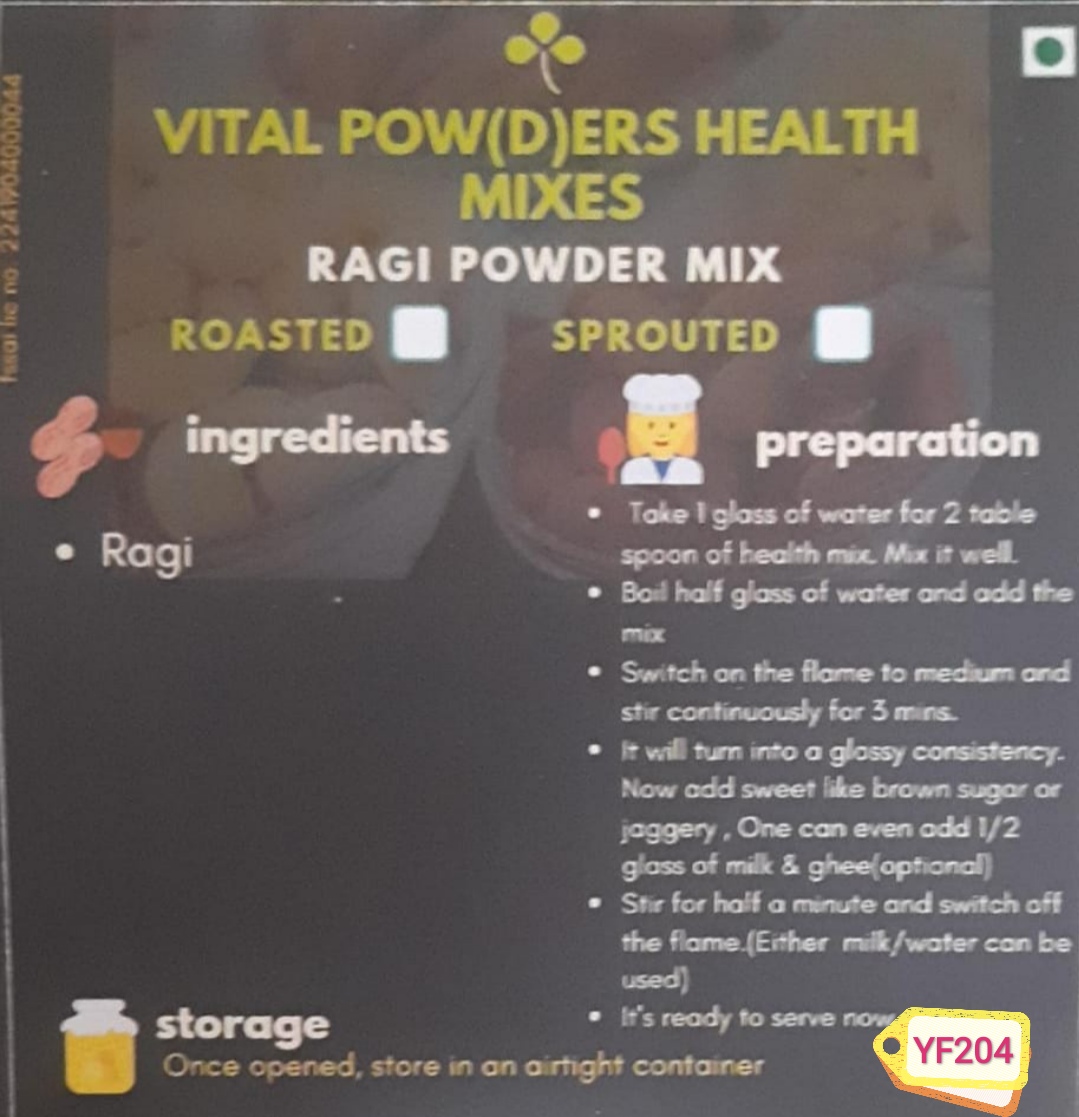 VITAL POW(D)ERS HEALTH
MIXES
RAGI POWDER MIX
ROASTED
SPROUTED
ingredients
• Ragi
preparation
• Take 1 glass of water for 2 table
spoon of health mix. Mix it well.
• Boil half glass of water and add the
mix
• Switch on the flame to medium and
stir continuously for 3 mins.
• It will turn into a glossy consistency.
Now add sweet like brown sugar or
jaggery , One can even add 1/2
glass of milk & ghee(optional)
• Stir for half a minute and switch off
the flame.(Either milk/water can be
used)
• It's ready to serve now
storage
Once opened, store in an airtight container
YF204
fssai lic no